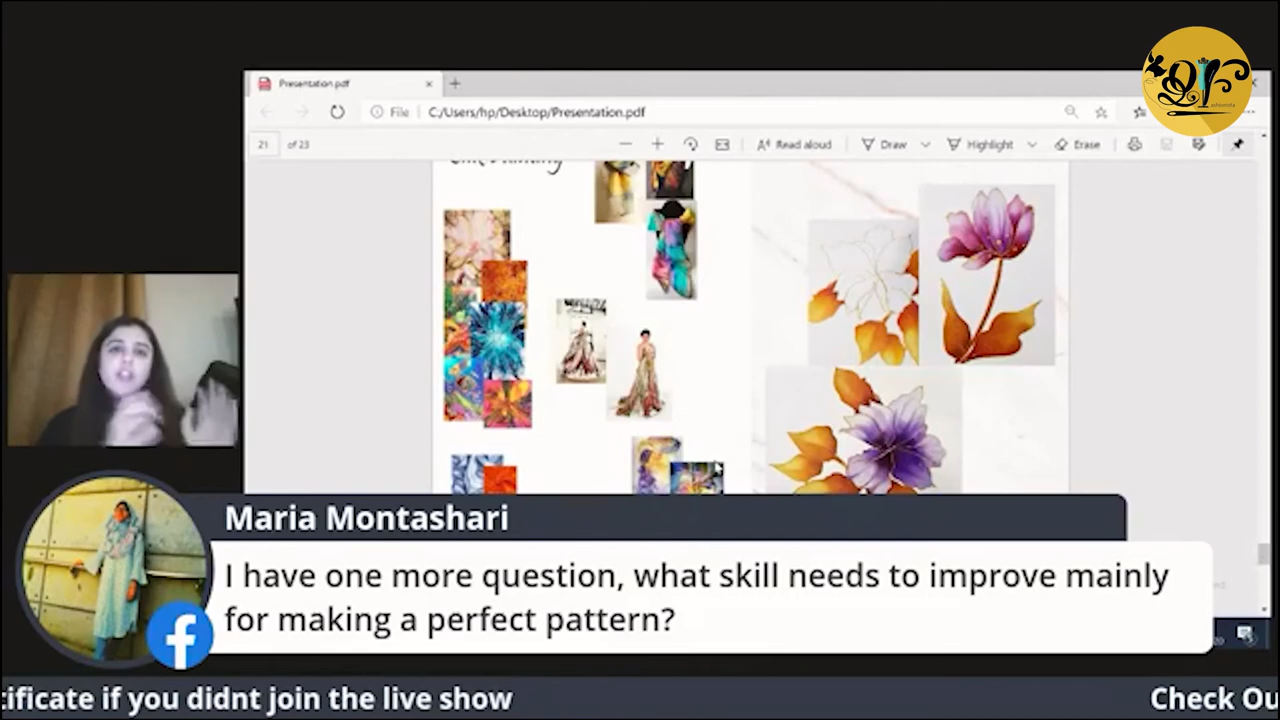 Presentation.pdf
File
C:/Users/hp/Desktop/Presentation.pdf
21 of 23
Read aloud
Draw
Highlight
Erase
Maria Montashari
I have one more question, what skill needs to improve mainly
for making a perfect pattern?
tificate if you didnt join the live show
Check Ou